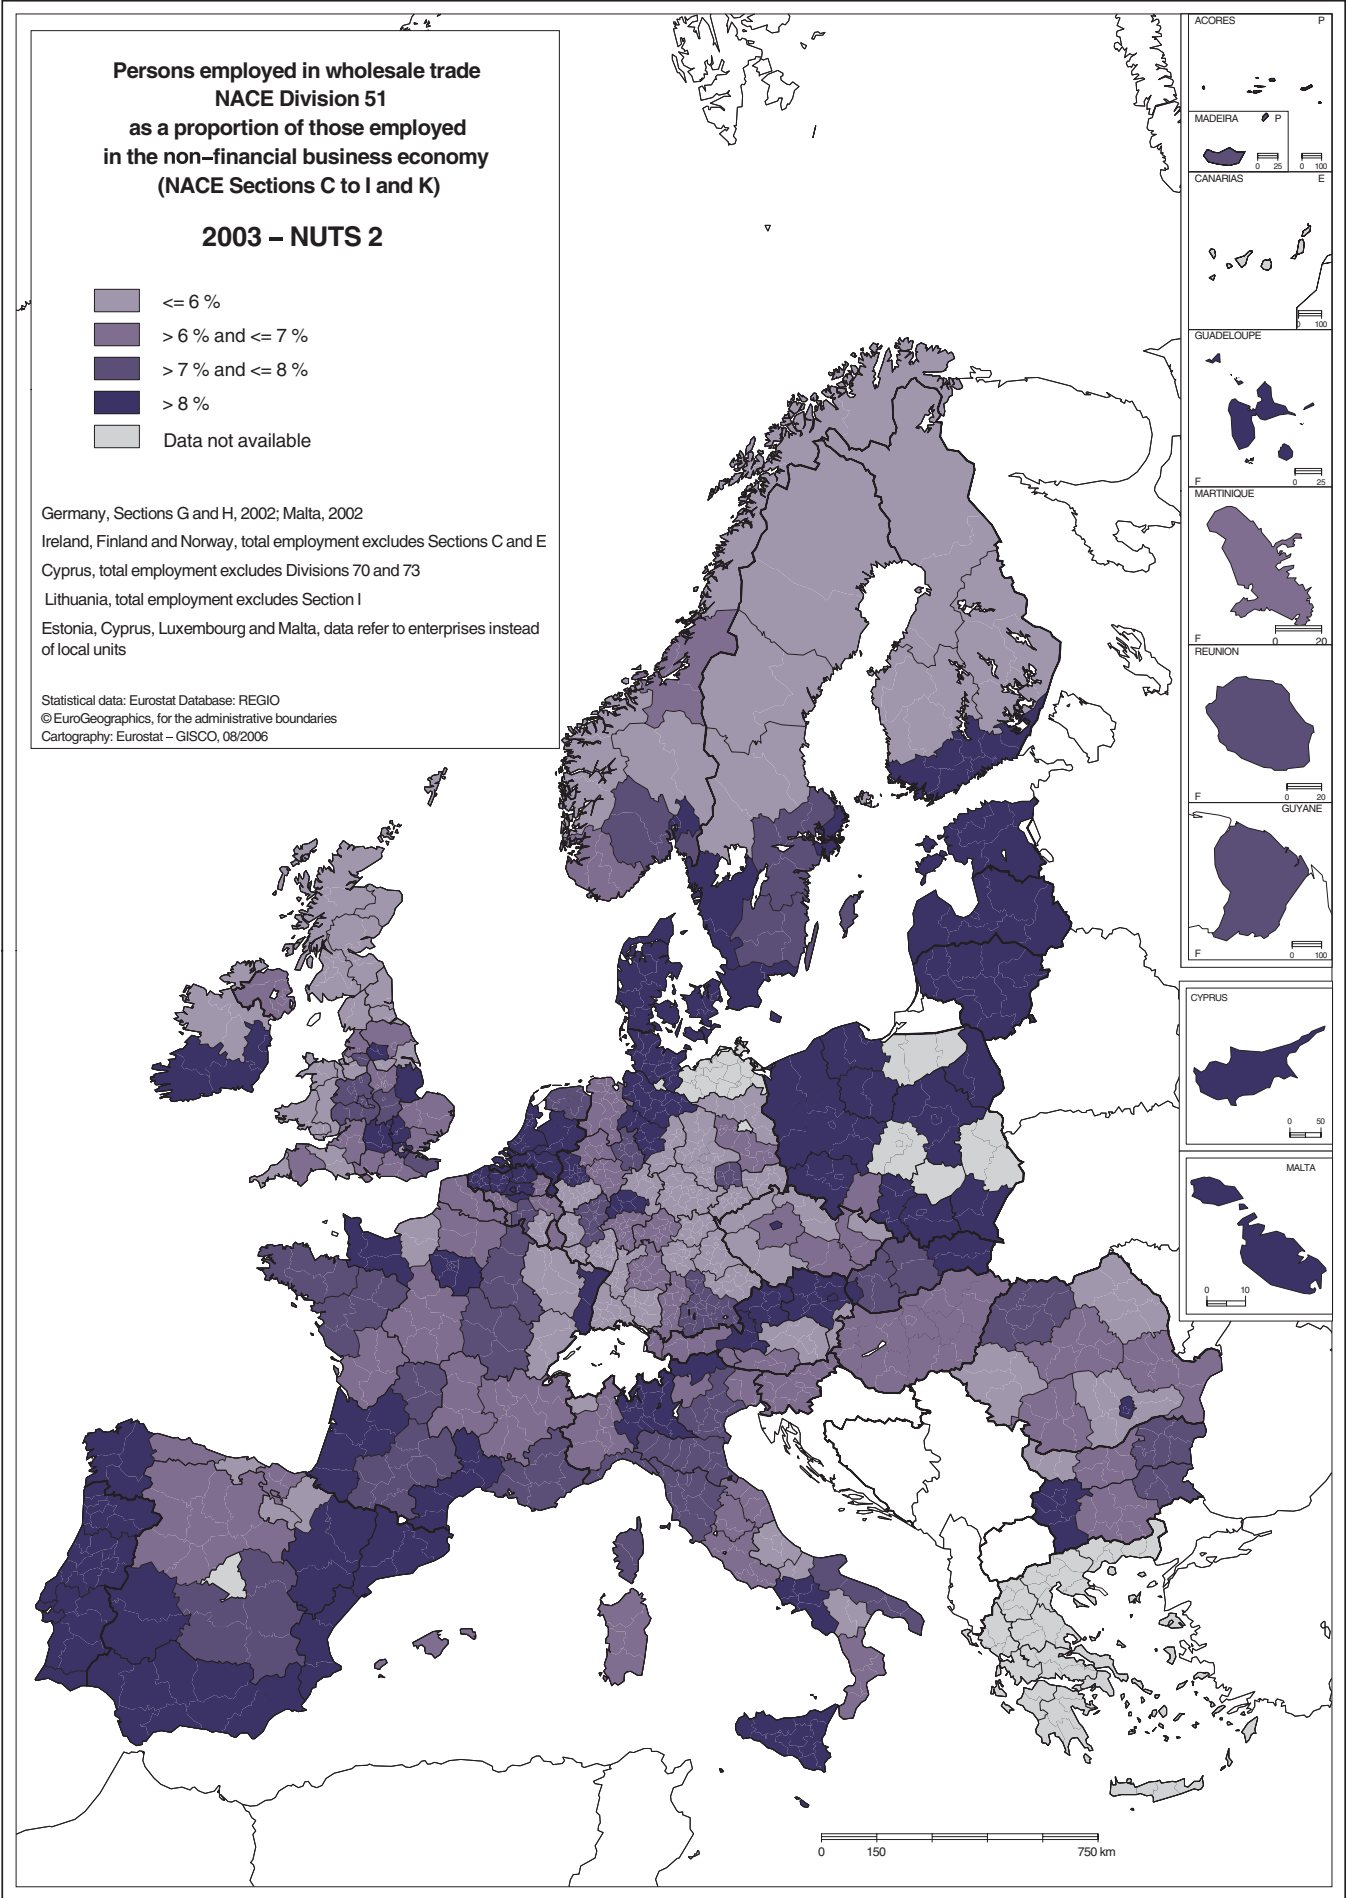 Persons employed in wholesale trade
NACE Division 51
as a proportion of those employed
in the non–financial business economy
(NACE Sections C to I and K)
2003 – NUTS 2
<= 6 %
> 6 % and <= 7 %
> 7 % and <= 8 %
> 8 %
Data not available
Germany, Sections G and H, 2002; Malta, 2002
Ireland, Finland and Norway, total employment excludes Sections C and E
Cyprus, total employment excludes Divisions 70 and 73
Lithuania, total employment excludes Section I
Estonia, Cyprus, Luxembourg and Malta, data refer to enterprises instead
of local units
Statistical data: Eurostat Database: REGIO
© EuroGeographics, for the administrative boundaries
Cartography: Eurostat – GISCO, 08/2006
ACORES P
MADEIRA P
0 25 0 100
CANARIAS E
0 100
GUADELOUPE
F 0 25
MARTINIQUE
F 0 20
REUNION
F 0 20
GUYANE
F 0 100
CYPRUS
0 50
MALTA
0 10
0 150 750 km